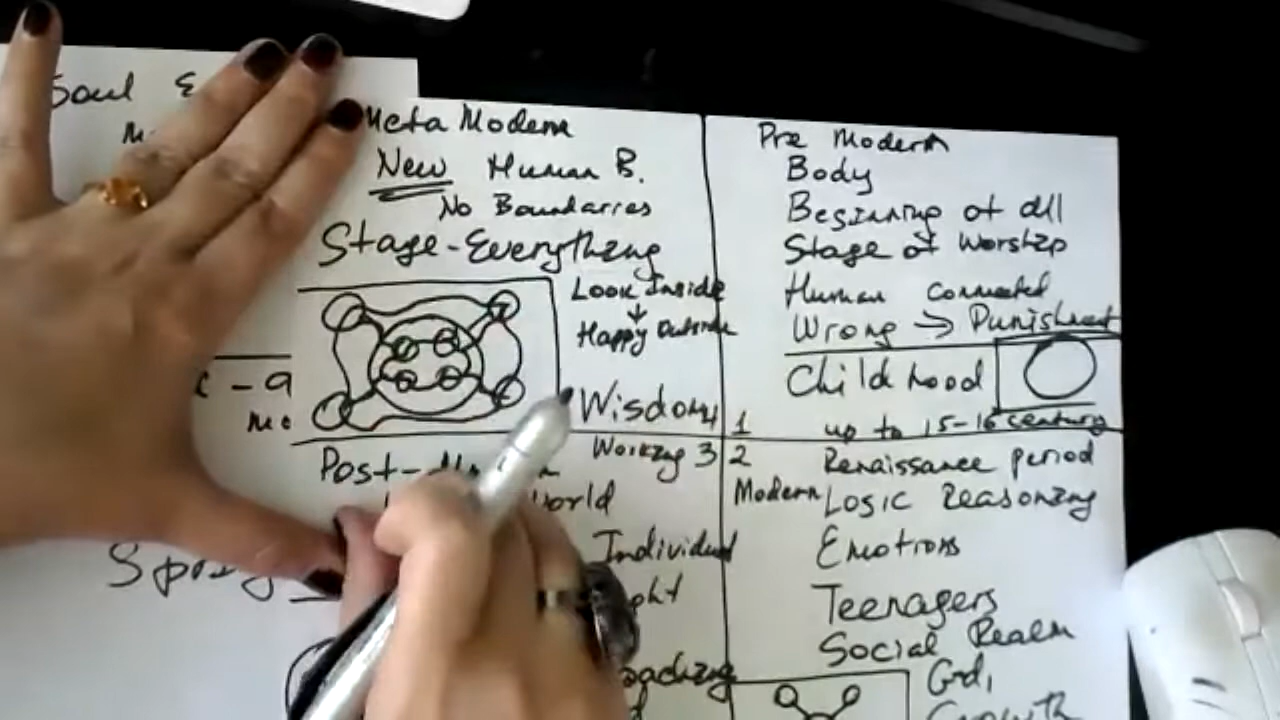 Soul
Meta Modern
New Human B.
No Boundaries
Stage-Everything
Look Inside
↓
Happy Outside
Wisdom 4
Pre Modern
Body
Beginning of all
Stage of Worship
Human connected
Wrong → Punishment
Childhood
1 up to 15-16 century
Working 3
Post-
World
Individual
2 Renaissance period
Modern Logic Reasoning
Emotions
Teenagers
Social Realm
God,
Growth